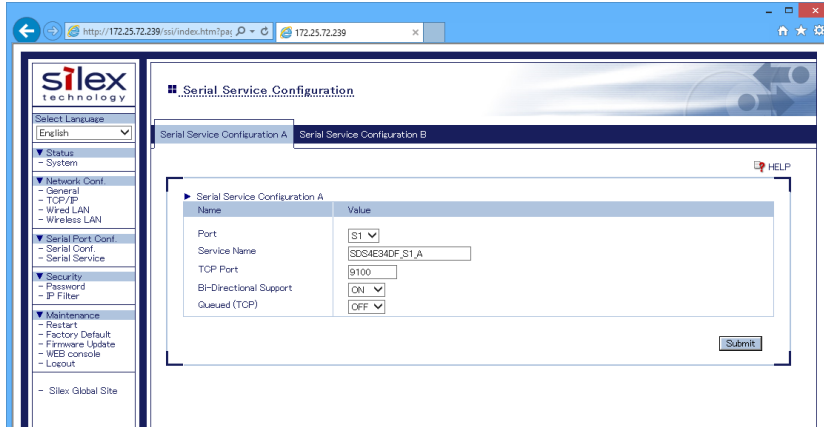 http://172.25.72.239/ssi/index.htm?pag
172.25.72.239
silex
technology
Select Language
English
▼ Status
- System
▼ Network Conf.
- General
- TCP/IP
- Wired LAN
- Wireless LAN
▼ Serial Port Conf.
- Serial Conf.
- Serial Service
▼ Security
- Password
- IP Filter
▼ Maintenance
- Restart
- Factory Default
- Firmware Update
- WEB console
- Logout
- Silex Global Site
Serial Service Configuration
Serial Service Configuration A
Serial Service Configuration B
HELP
Serial Service Configuration A
Name Value
Port S1
Service Name SDS4E34DF_S1_A
TCP Port 9100
Bi-Directional Support ON
Queued (TCP) OFF
Submit